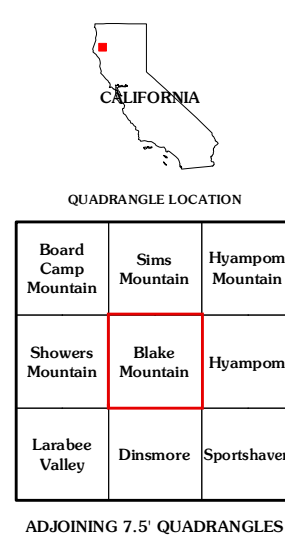 CALIFORNIA
QUADRANGLE LOCATION
Board
Camp
Mountain
Sims
Mountain
Hyampom
Mountain
Showers
Mountain
Blake
Mountain
Hyampom
Larabee
Valley
Dinsmore
Sportshaven
ADJOINING 7.5' QUADRANGLES